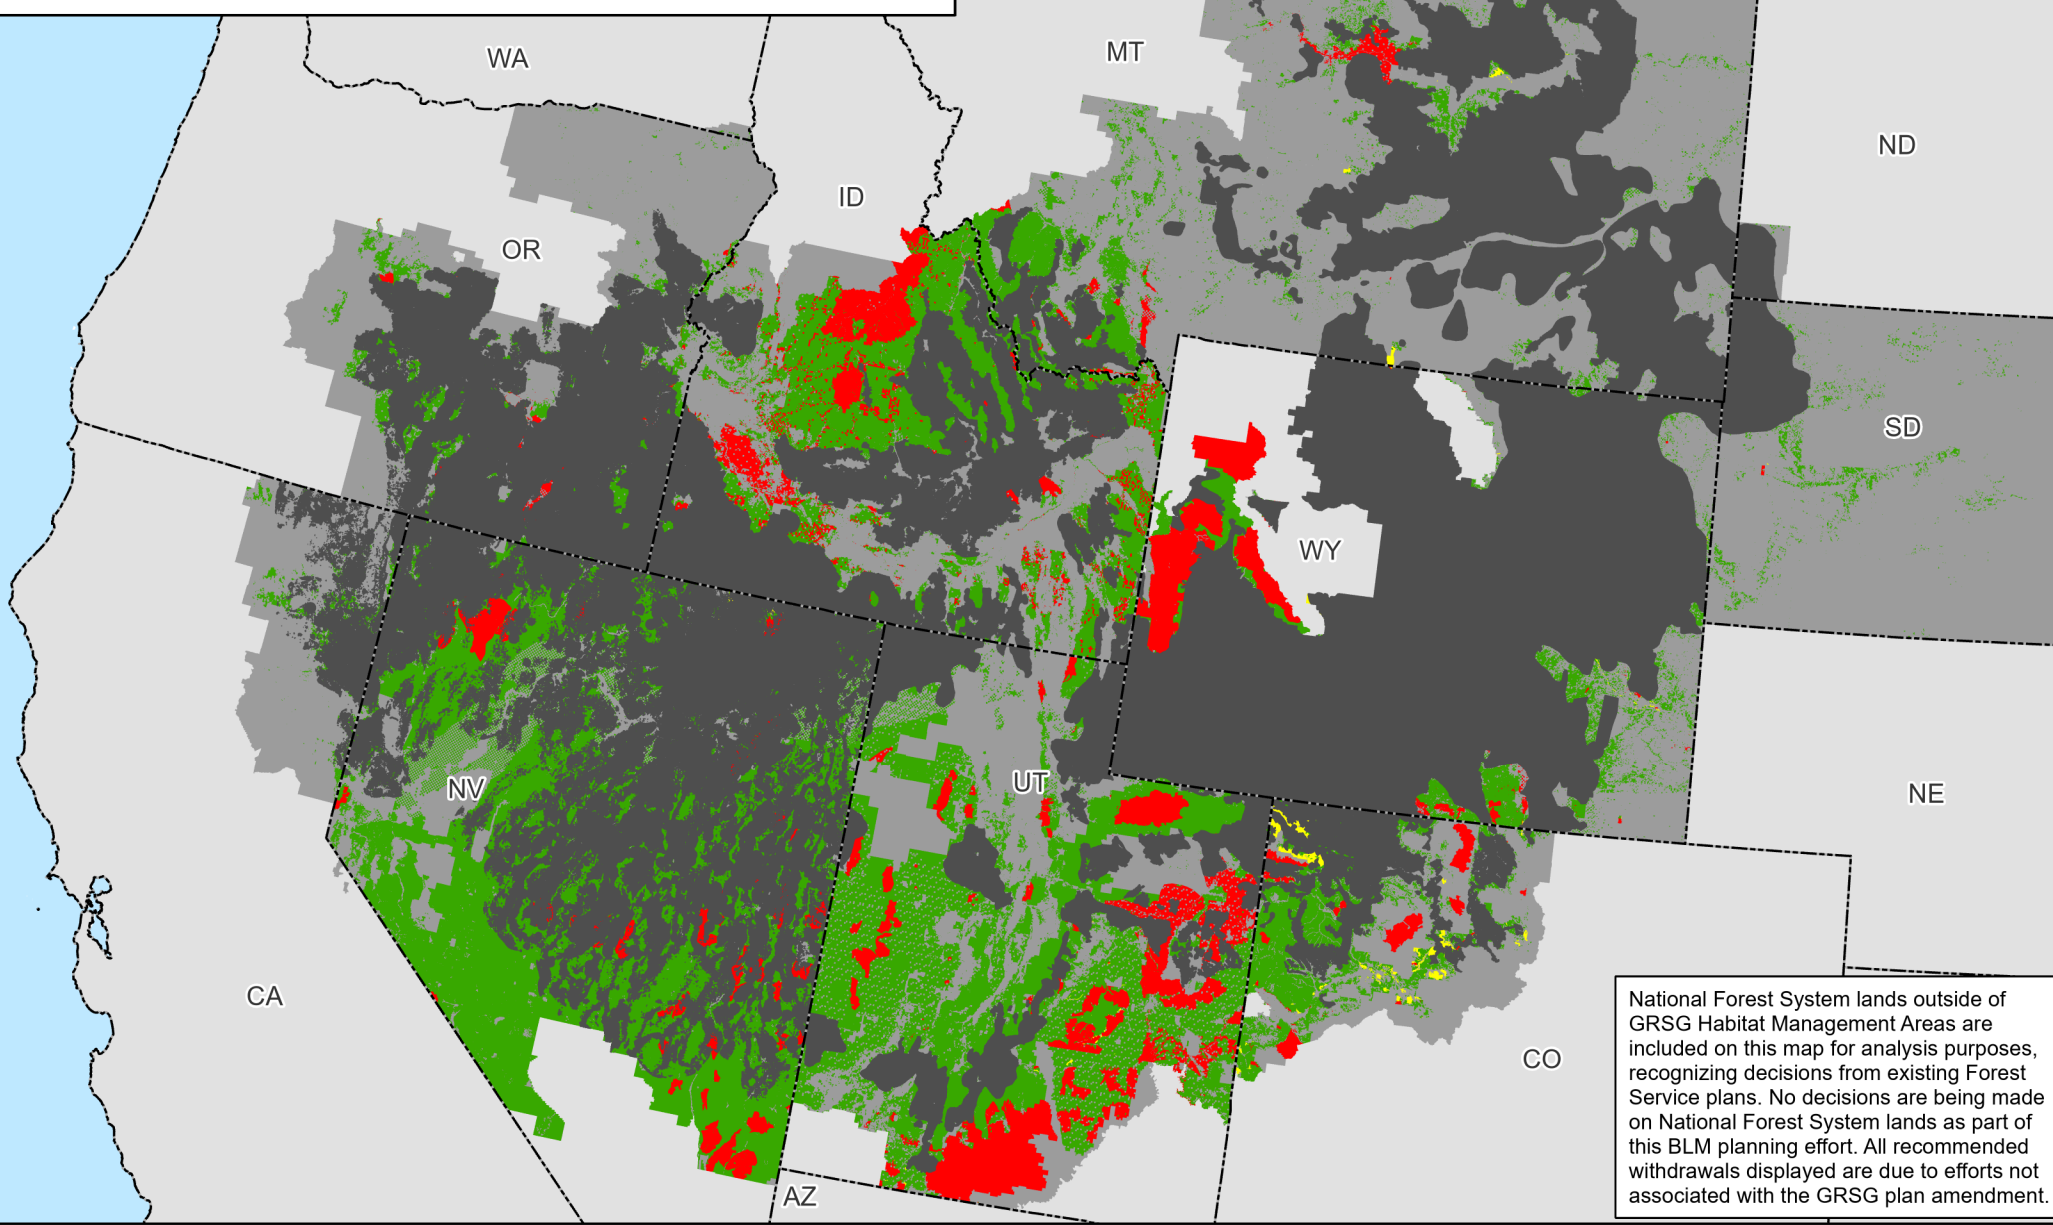 WA
MT
ND
ID
OR
SD
WY
NV
UT
NE
CA
CO
AZ
National Forest System lands outside of
GRSG Habitat Management Areas are
included on this map for analysis purposes,
recognizing decisions from existing Forest
Service plans. No decisions are being made
on National Forest System lands as part of
this BLM planning effort. All recommended
withdrawals displayed are due to efforts not
associated with the GRSG plan amendment.